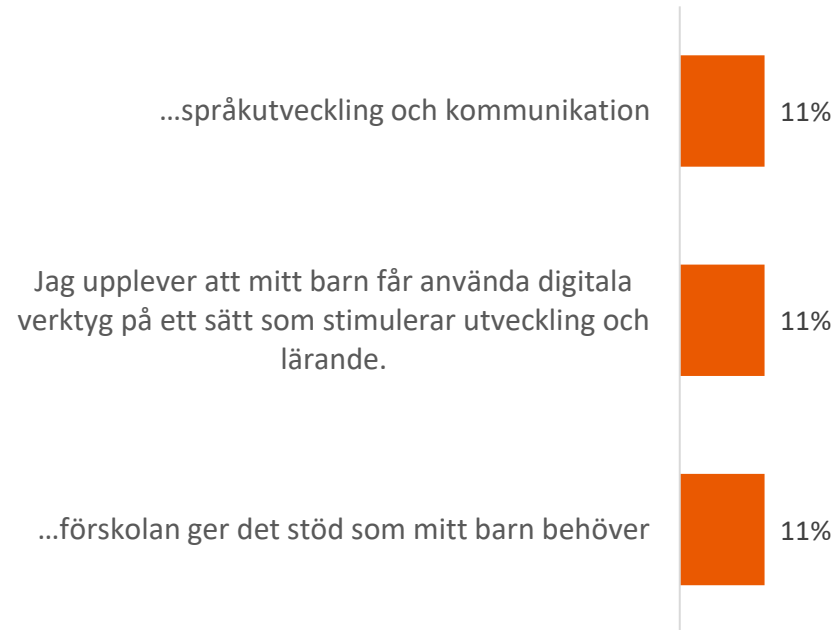 ...språkutveckling och kommunikation
11%
Jag upplever att mitt barn får använda digitala
verktyg på ett sätt som stimulerar utveckling och
lärande.
11%
...förskolan ger det stöd som mitt barn behöver
11%